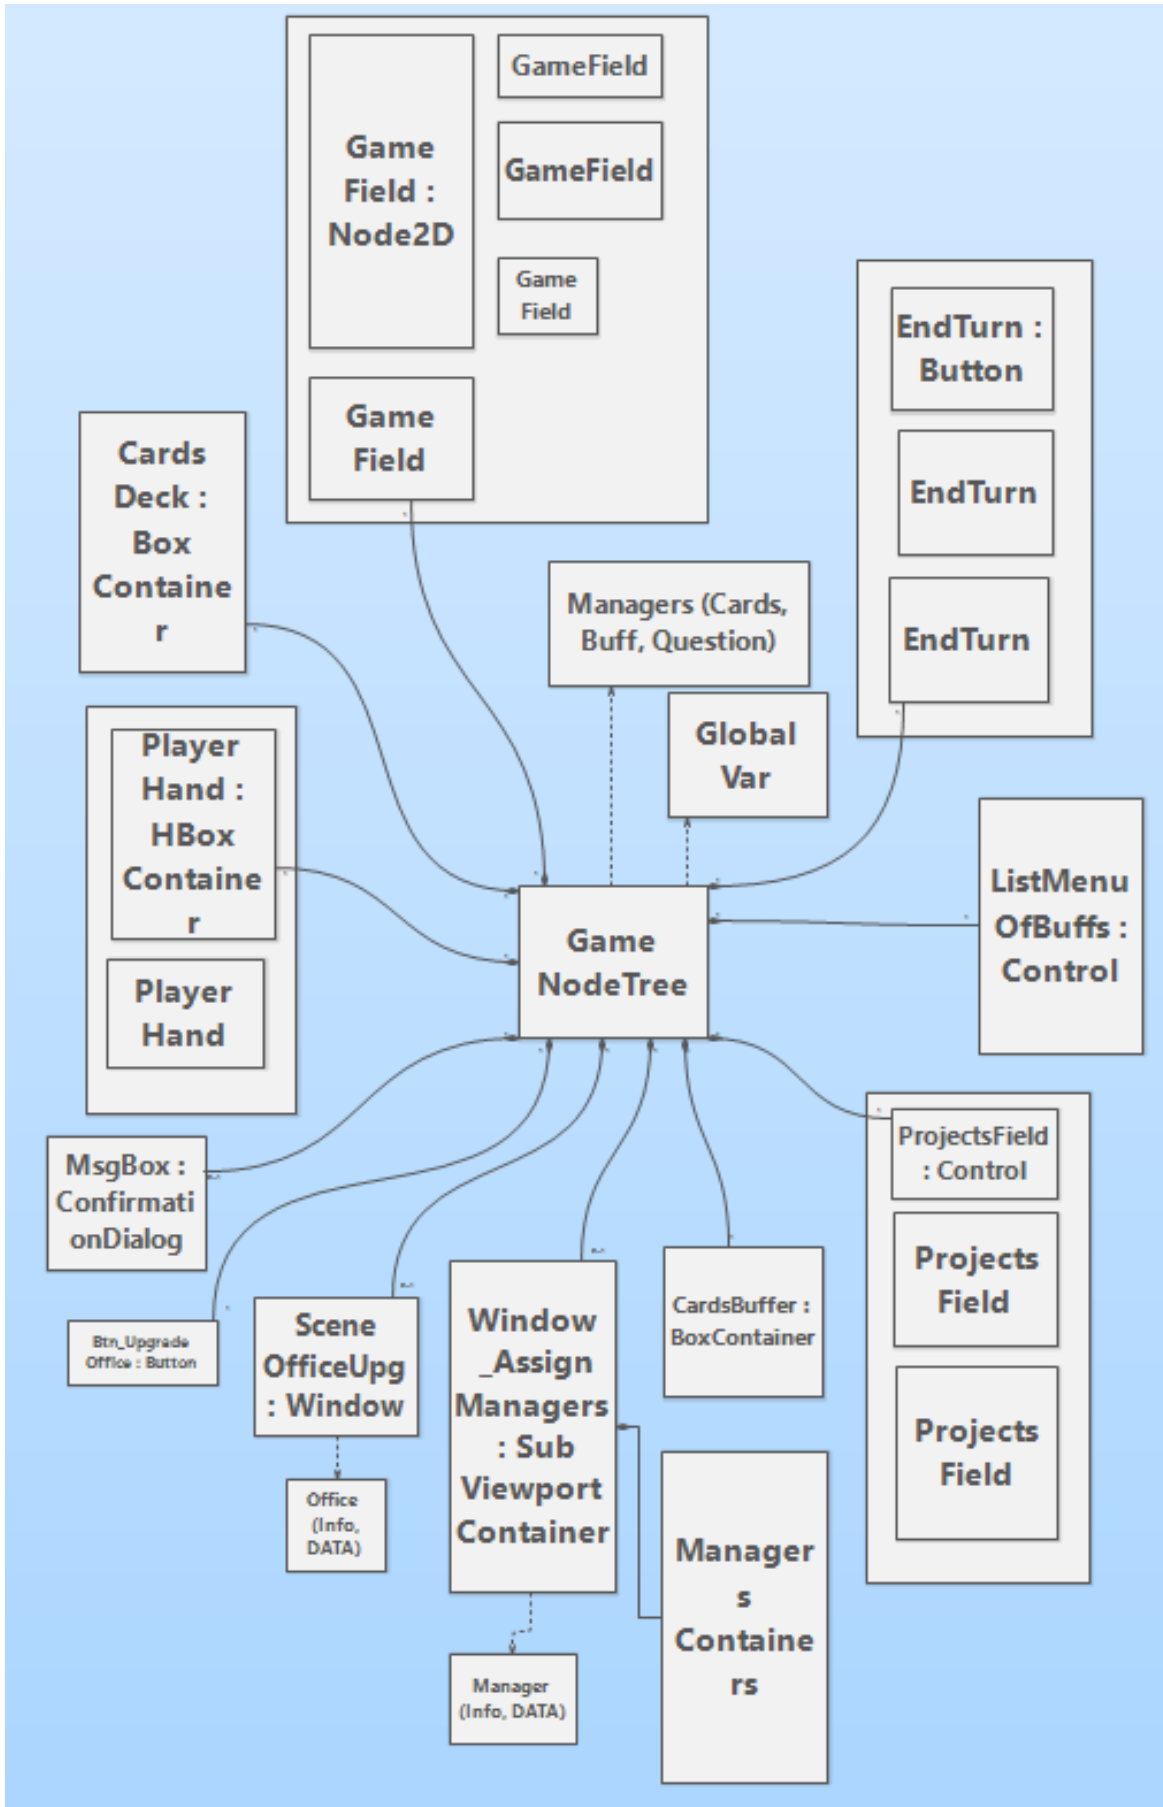 Game
Field :
Node2D
GameField
GameField
Game
Field
Game
Field
EndTurn :
Button
EndTurn
EndTurn
Cards
Deck :
Box
Containe
r
Managers (Cards,
Buff, Question)
Global
Var
Player
Hand :
HBox
Containe
r
Player
Hand
Game
NodeTree
ListMenu
OfBuffs :
Control
MsgBox :
Confirmati
onDialog
ProjectsField
: Control
Projects
Field
Projects
Field
Btn_Upgrade
Office : Button
Scene
OfficeUpg
: Window
Window
_Assign
Managers
: Sub
Viewport
Container
CardsBuffer :
BoxContainer
Office
(Info,
DATA)
Manager
s
Containe
rs
Manager
(Info, DATA)